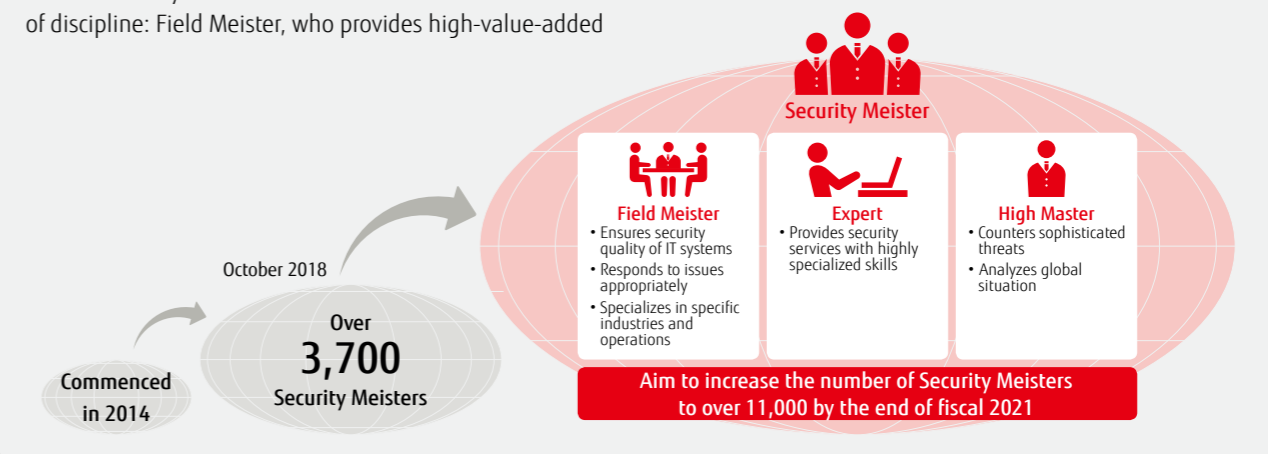 of discipline: Field Meister, who provides high-value-added
Security Meister
Field Meister
• Ensures security
quality of IT systems
• Responds to issues
appropriately
• Specializes in specific
industries and
operations
Expert
• Provides security
services with highly
specialized skills
High Master
• Counters sophisticated
threats
• Analyzes global
situation
October 2018
Over
3,700
Security Meisters
Commenced
in 2014
Aim to increase the number of Security Meisters
to over 11,000 by the end of fiscal 2021